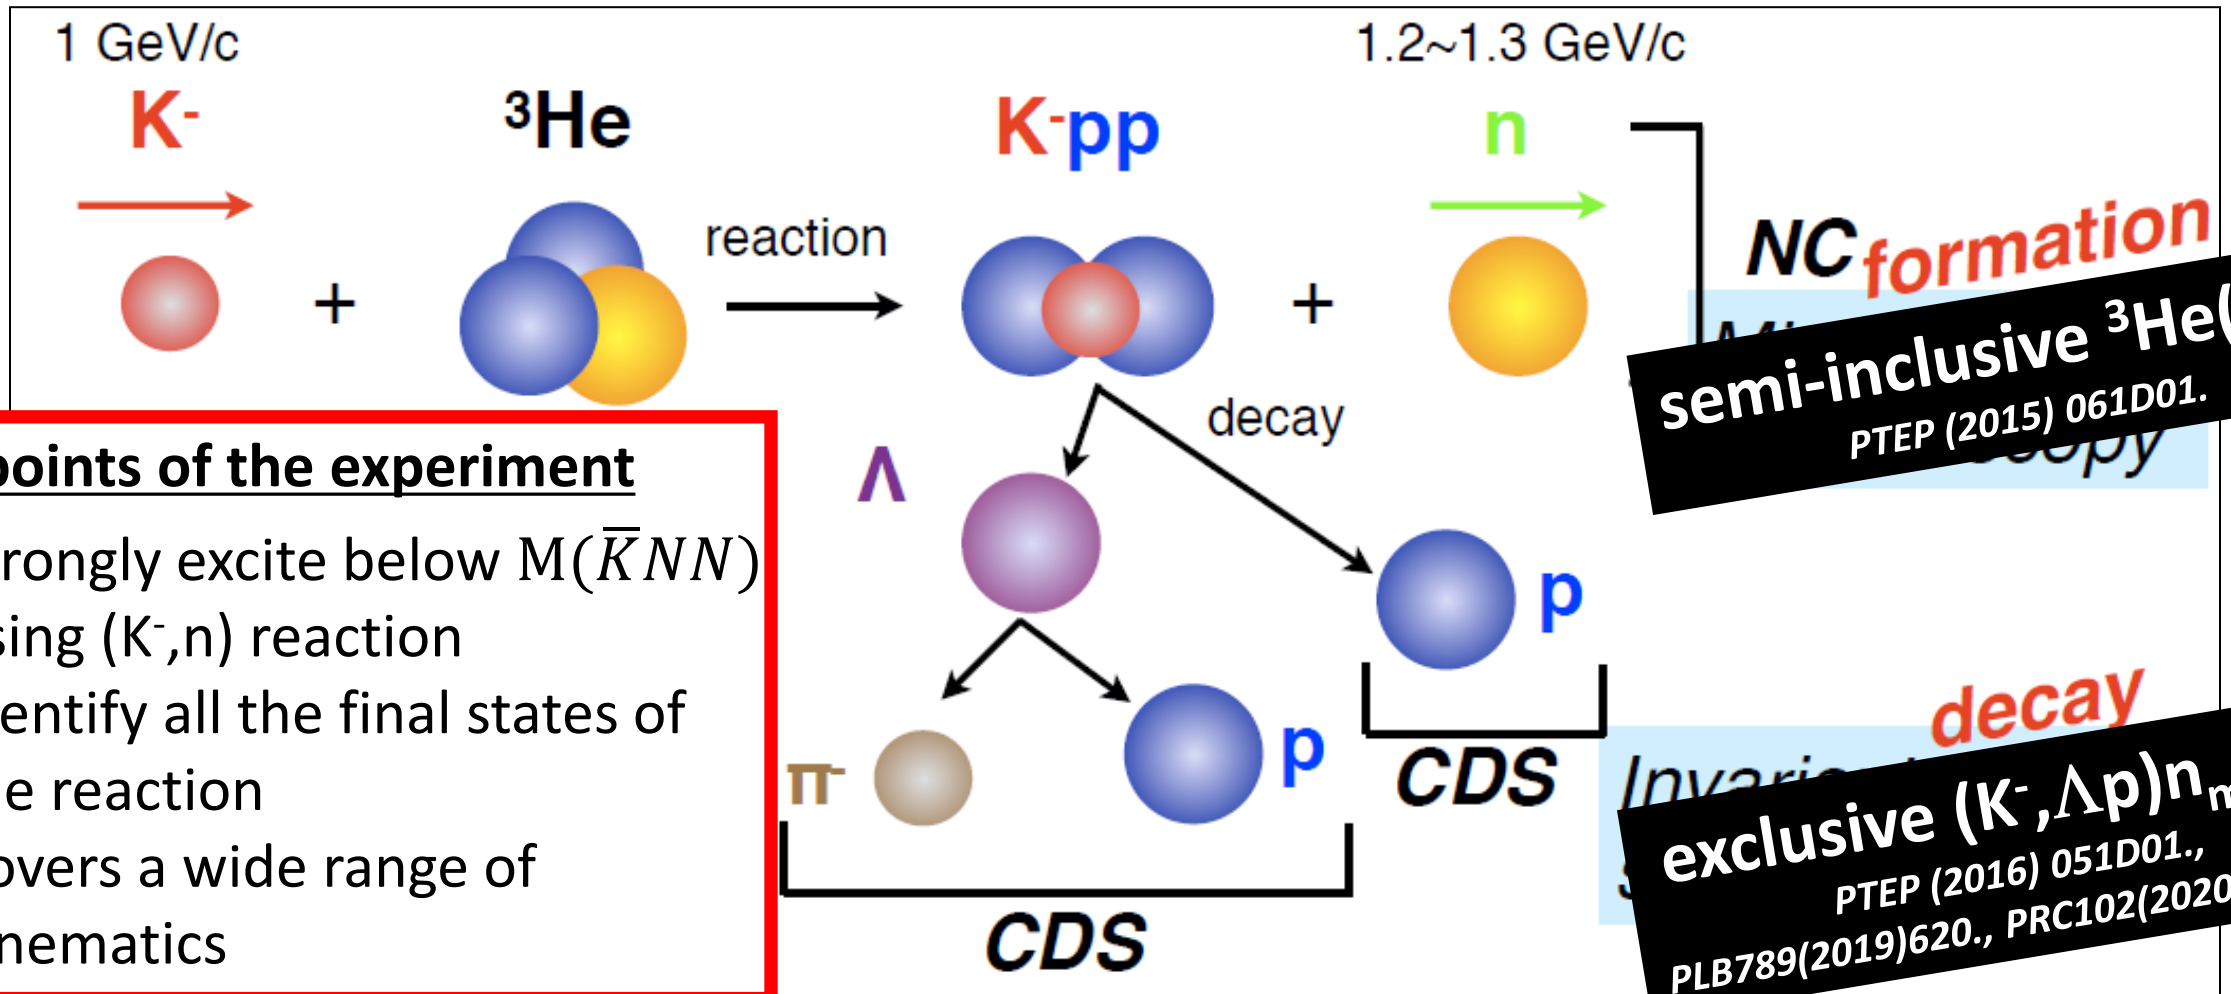 1 GeV/c
1.2~1.3 GeV/c
K-
³He
K-pp
n
reaction
+
+
NC formation
semi-inclusive ³He(
PTEP (2015) 061D01.
decay
points of the experiment
rongly excite below M(K̅NN)
sing (K-,n) reaction
entify all the final states of
e reaction
overs a wide range of
nematics
Λ
p
π-
p
CDS
CDS
decay
exclusive (K-,Λp)n
PTEP (2016) 051D01.,
PLB789(2019)620., PRC102(2020